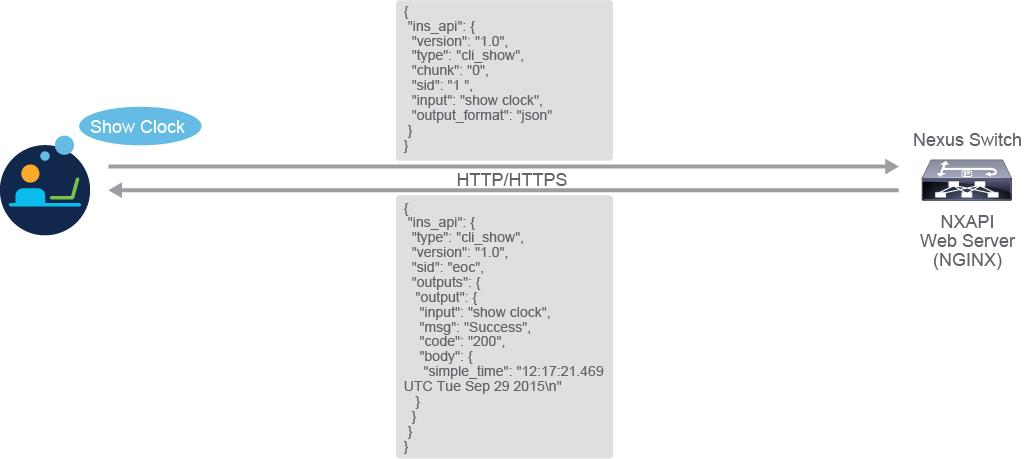 {
"ins_api": {
"version": "1.0",
"type": "cli_show",
"chunk": "0",
"sid": "1 ",
"input": "show clock",
"output_format": "json"
}
}
Show Clock
Nexus Switch
HTTP/HTTPS
NXAPI
Web Server
(NGINX)
{
"ins_api": {
"type": "cli_show",
"version": "1.0",
"sid": "eoc",
"outputs": {
"output": {
"input": "show clock",
"msg": "Success",
"code": "200",
"body": {
"simple_time": "12:17:21.469
UTC Tue Sep 29 2015\n"
}
}
}
}